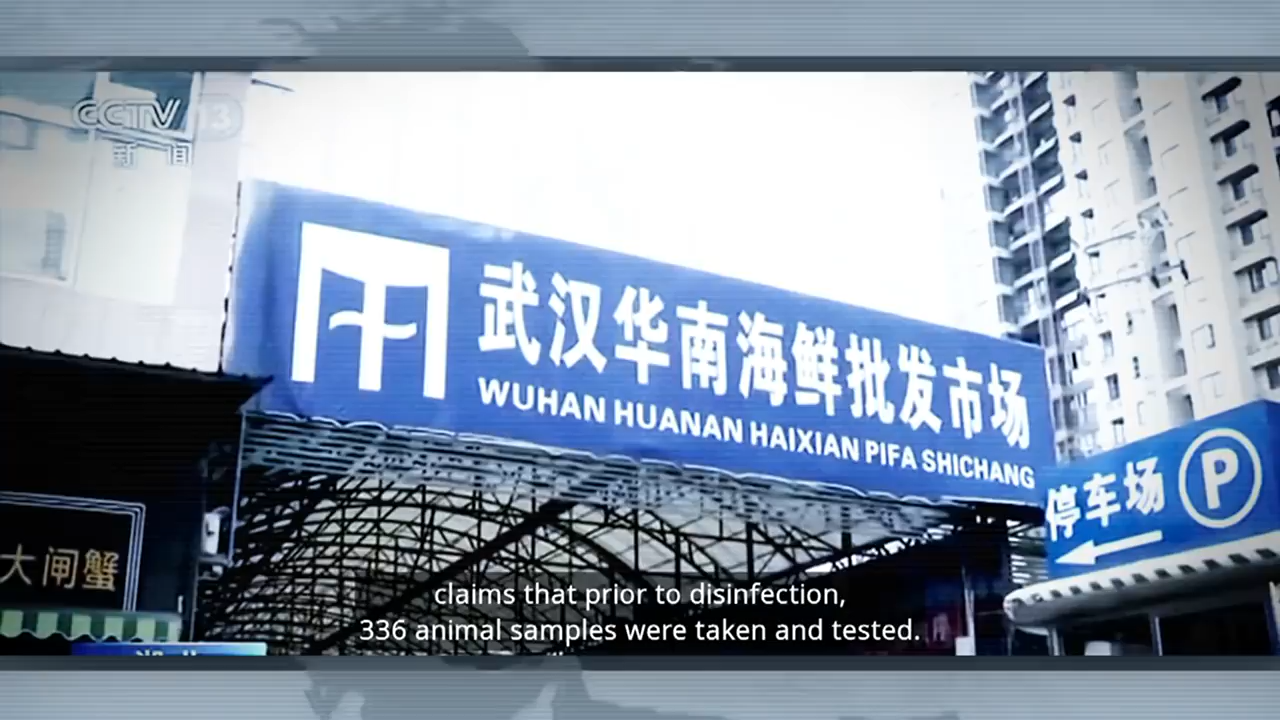 CCTV 13
新闻
武汉华南海鲜批发市场
WUHAN HUANAN HAIXIAN PIFA SHICHANG
停车场 P
大闸蟹
claims that prior to disinfection,
336 animal samples were taken and tested.